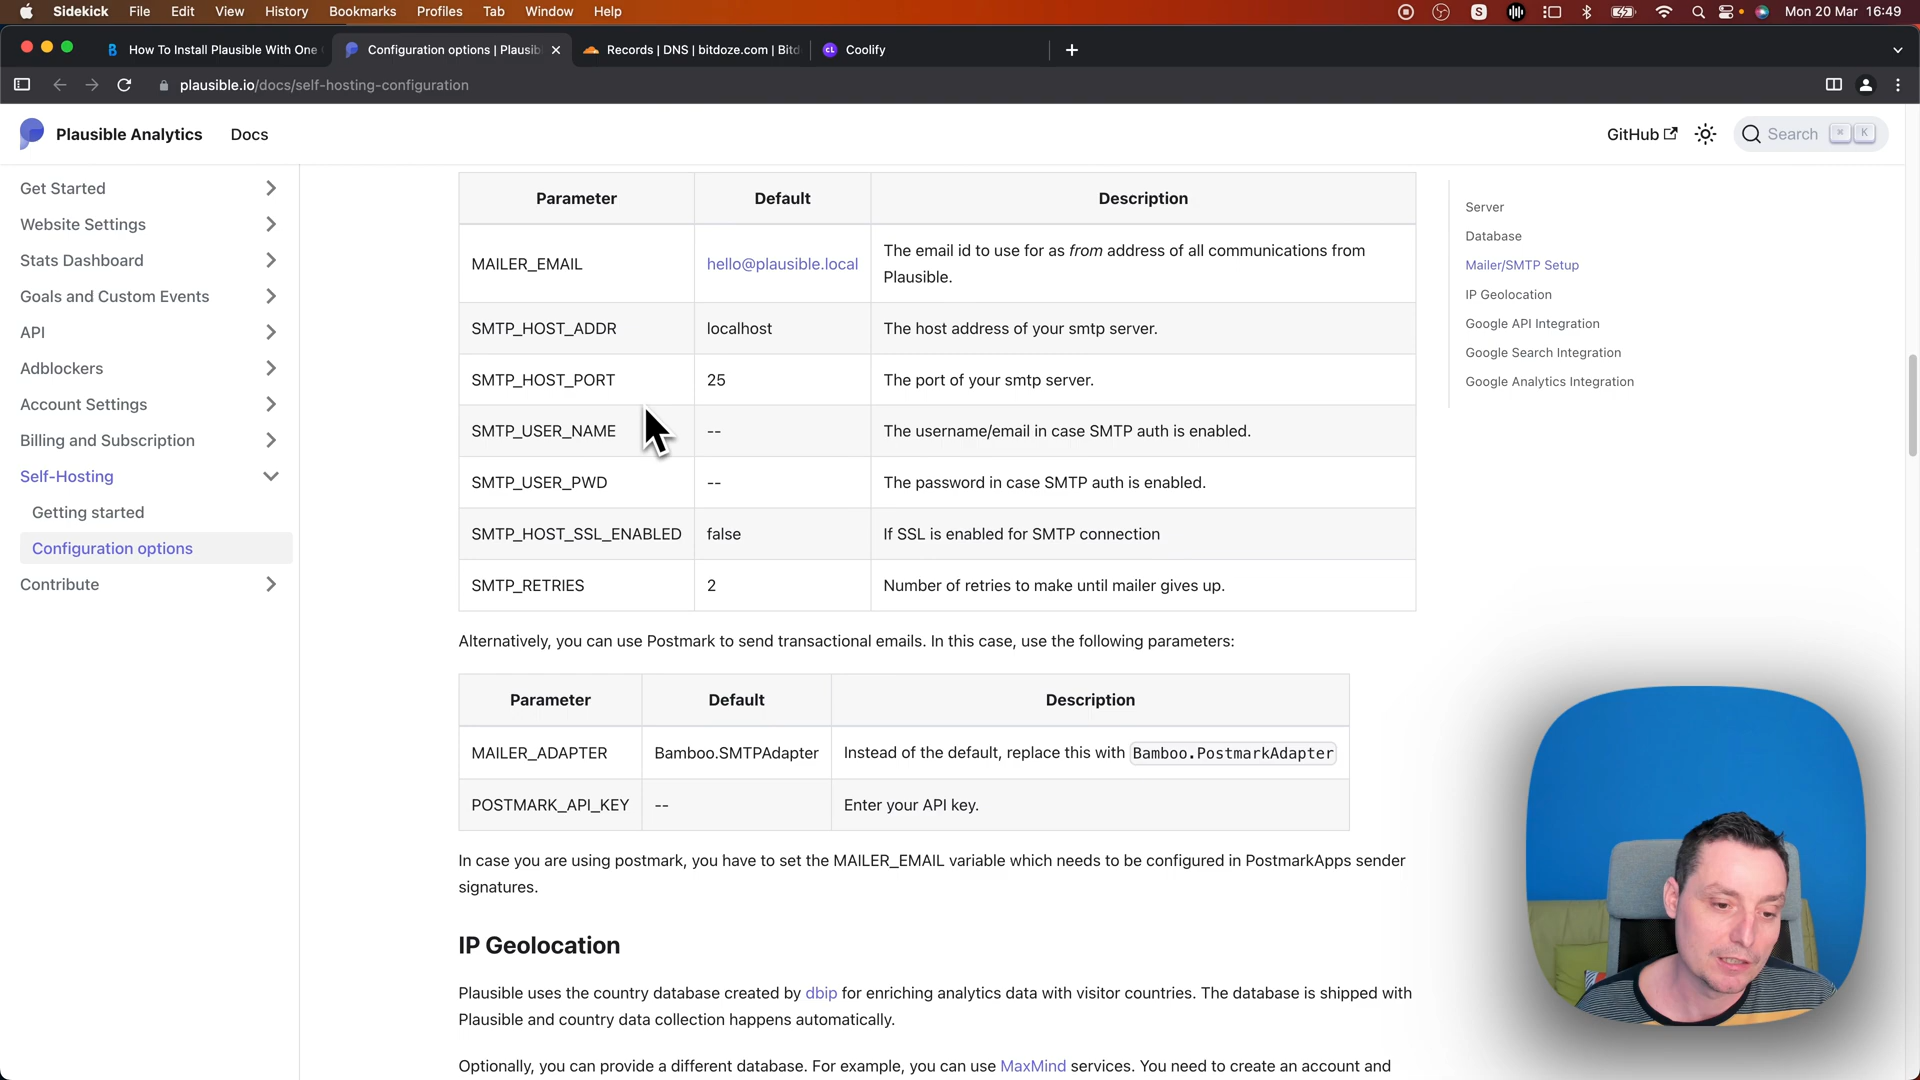 Sidekick File Edit View History Bookmarks Profiles Tab Window Help Mon 20 Mar 16:49
How To Install Plausible With One
Configuration options | Plausib
Records | DNS | bitdoze.com | Bitd
Coolify
plausible.io/docs/self-hosting-configuration
Plausible Analytics Docs GitHub Search ⌘ K
Get Started
Website Settings
Stats Dashboard
Goals and Custom Events
API
Adblockers
Account Settings
Billing and Subscription
Self-Hosting
Getting started
Configuration options
Contribute
Parameter Default Description
MAILER_EMAIL hello@plausible.local The email id to use for as from address of all communications from
Plausible.
SMTP_HOST_ADDR localhost The host address of your smtp server.
SMTP_HOST_PORT 25 The port of your smtp server.
SMTP_USER_NAME -- The username/email in case SMTP auth is enabled.
SMTP_USER_PWD -- The password in case SMTP auth is enabled.
SMTP_HOST_SSL_ENABLED false If SSL is enabled for SMTP connection
SMTP_RETRIES 2 Number of retries to make until mailer gives up.
Alternatively, you can use Postmark to send transactional emails. In this case, use the following parameters:
Parameter Default Description
MAILER_ADAPTER Bamboo.SMTPAdapter Instead of the default, replace this with Bamboo.PostmarkAdapter
POSTMARK_API_KEY -- Enter your API key.
In case you are using postmark, you have to set the MAILER_EMAIL variable which needs to be configured in PostmarkApps sender
signatures.
IP Geolocation
Plausible uses the country database created by dbip for enriching analytics data with visitor countries. The database is shipped with
Plausible and country data collection happens automatically.
Optionally, you can provide a different database. For example, you can use MaxMind services. You need to create an account and
Server
Database
Mailer/SMTP Setup
IP Geolocation
Google API Integration
Google Search Integration
Google Analytics Integration